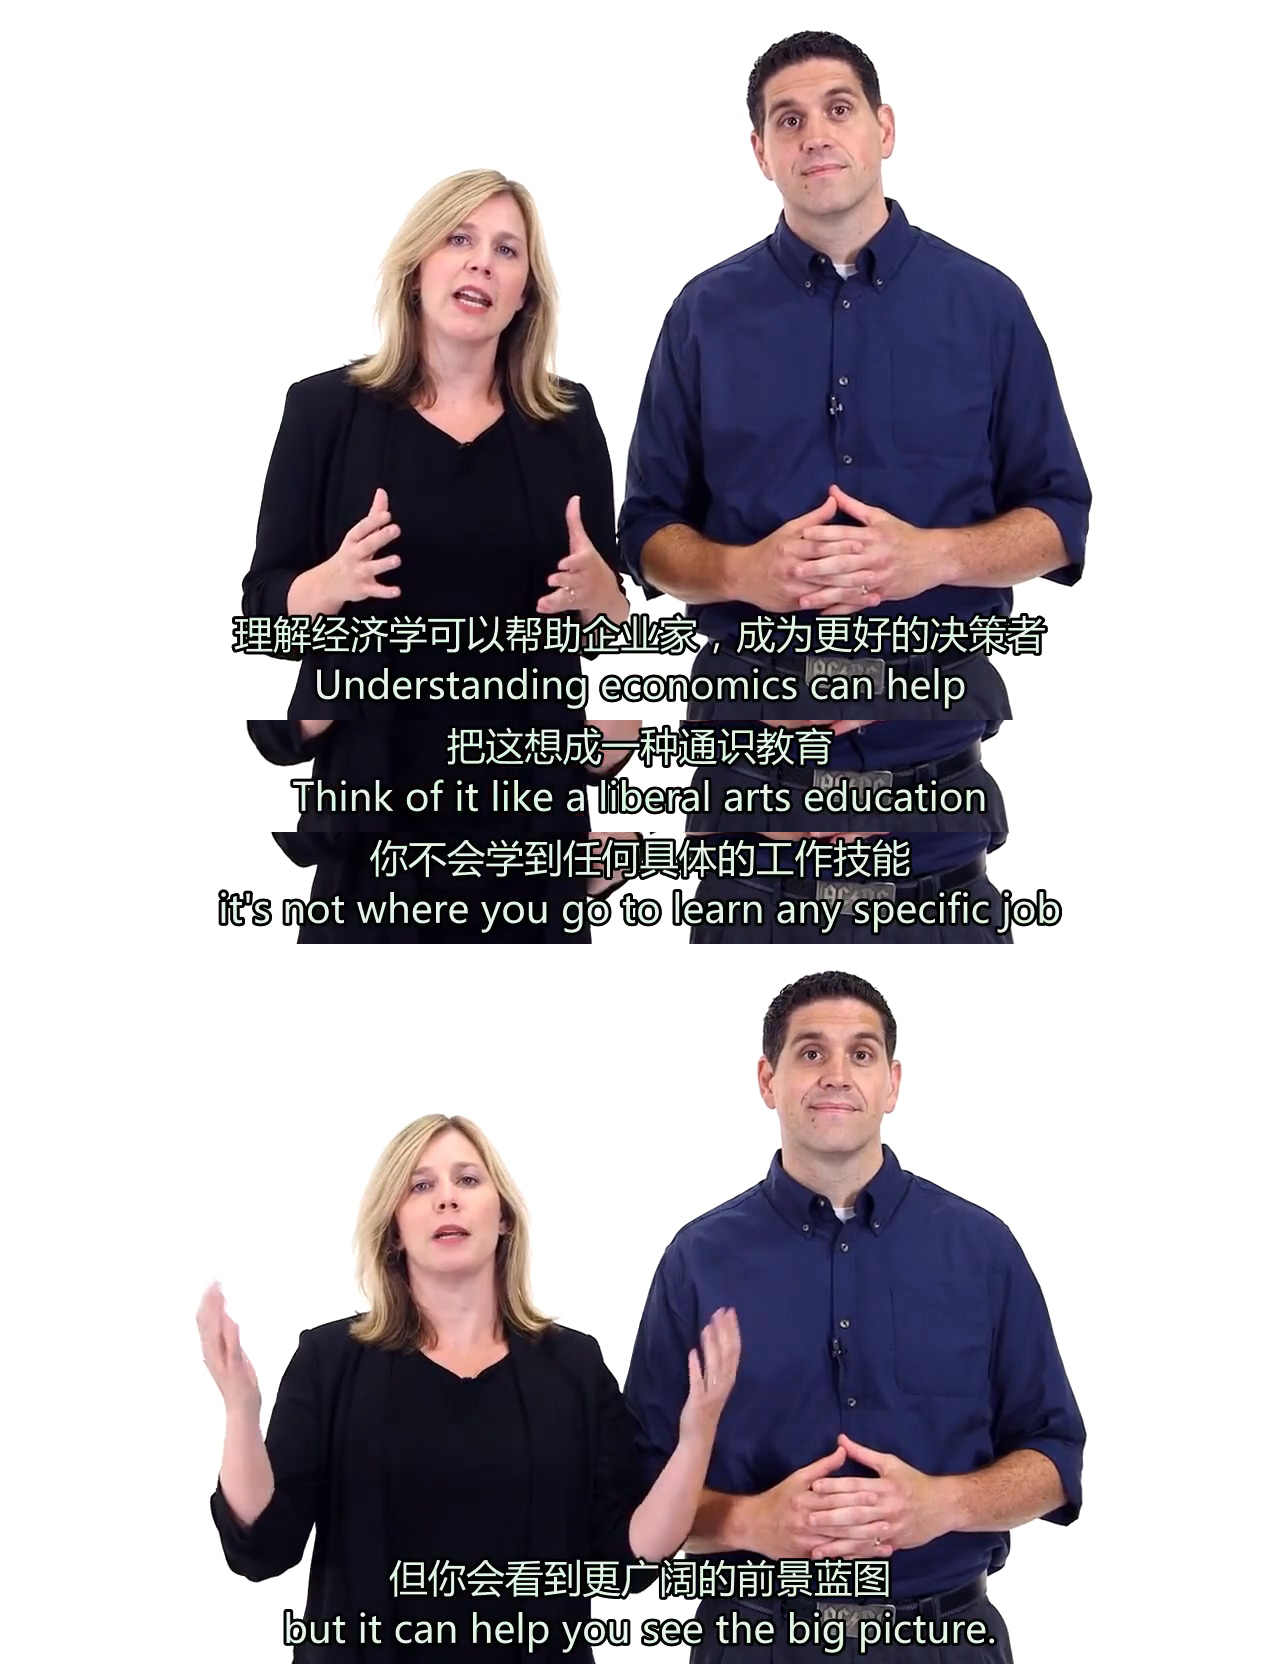 理解经济学可以帮助企业家，成为更好的决策者
Understanding economics can help
把这想成一种通识教育
Think of it like a liberal arts education
你不会学到任何具体的工作技能
it's not where you go to learn any specific job
但你会看到更广阔的前景蓝图
but it can help you see the big picture.